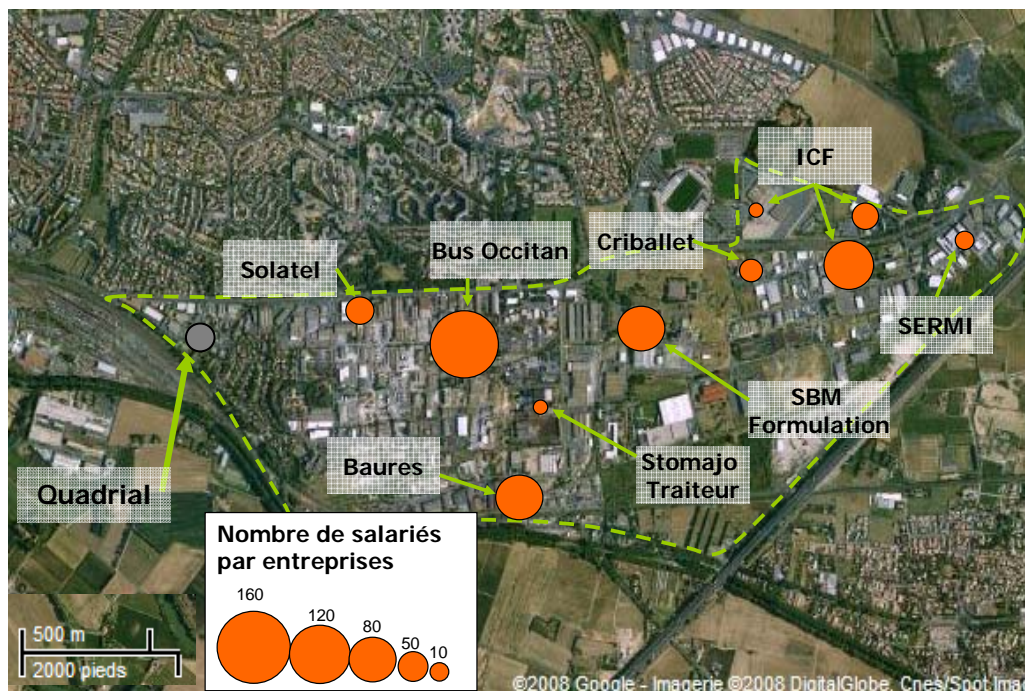 ICF
Criballet
Bus Occitan
Solatel
SERMI
SBM
Formulation
Stomajo
Traiteur
Baures
Quadrial
Nombre de salariés
par entreprises
160
120
80
50
10
500 m
2000 pieds
©2008 Google - Imagerie ©2008 DigitalGlobe, Cnes/Spot Imag